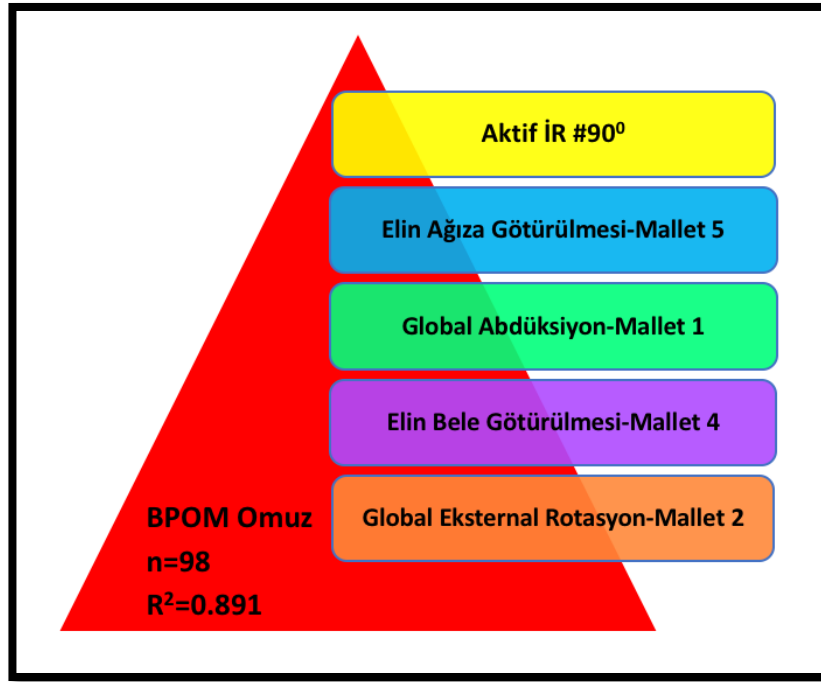 Aktif İR #90⁰
Elin Ağıza Götürülmesi-Mallet 5
Global Abdüksiyon-Mallet 1
Elin Bele Götürülmesi-Mallet 4
Global Eksternal Rotasyon-Mallet 2
BPOM Omuz
n=98
R²=0.891